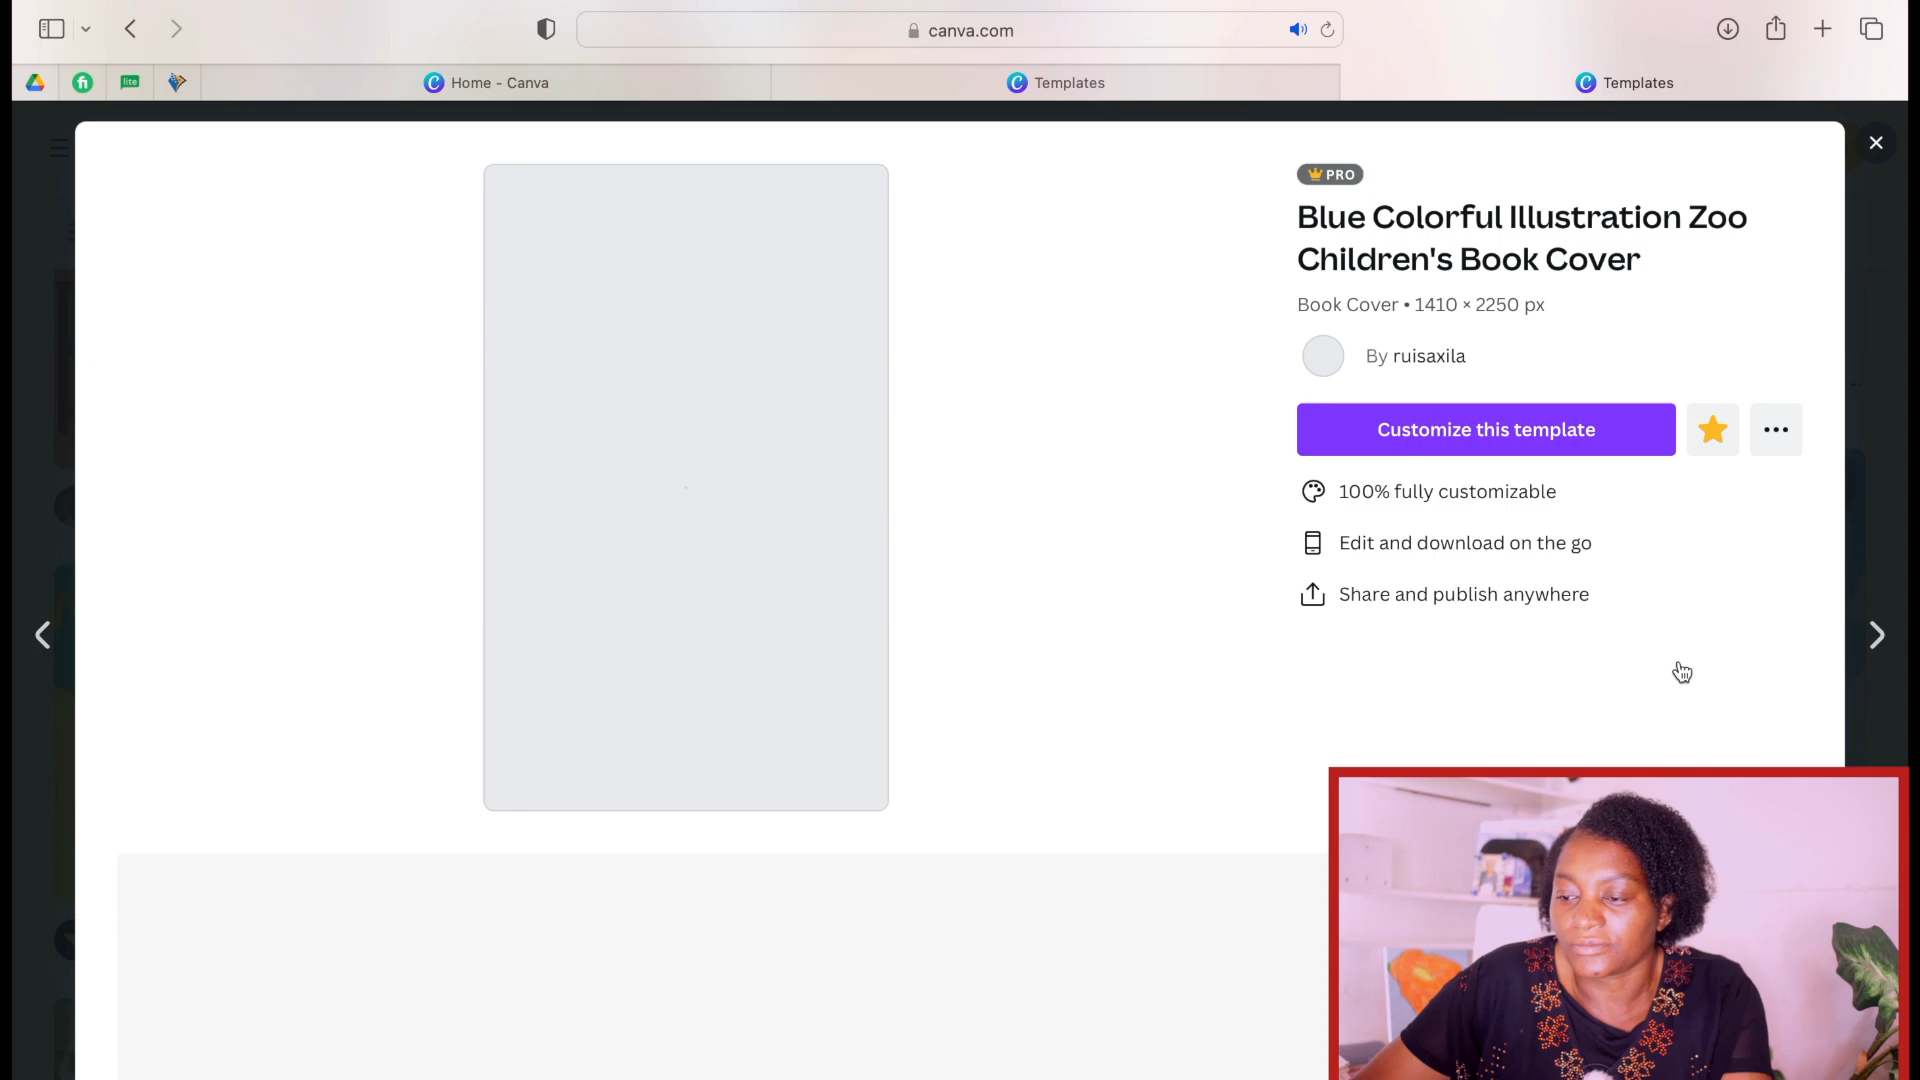 canva.com
lite
Home - Canva
Templates
Templates
PRO
Blue Colorful Illustration Zoo
Children's Book Cover
Book Cover • 1410 × 2250 px
By ruisaxila
Customize this template
100% fully customizable
Edit and download on the go
Share and publish anywhere